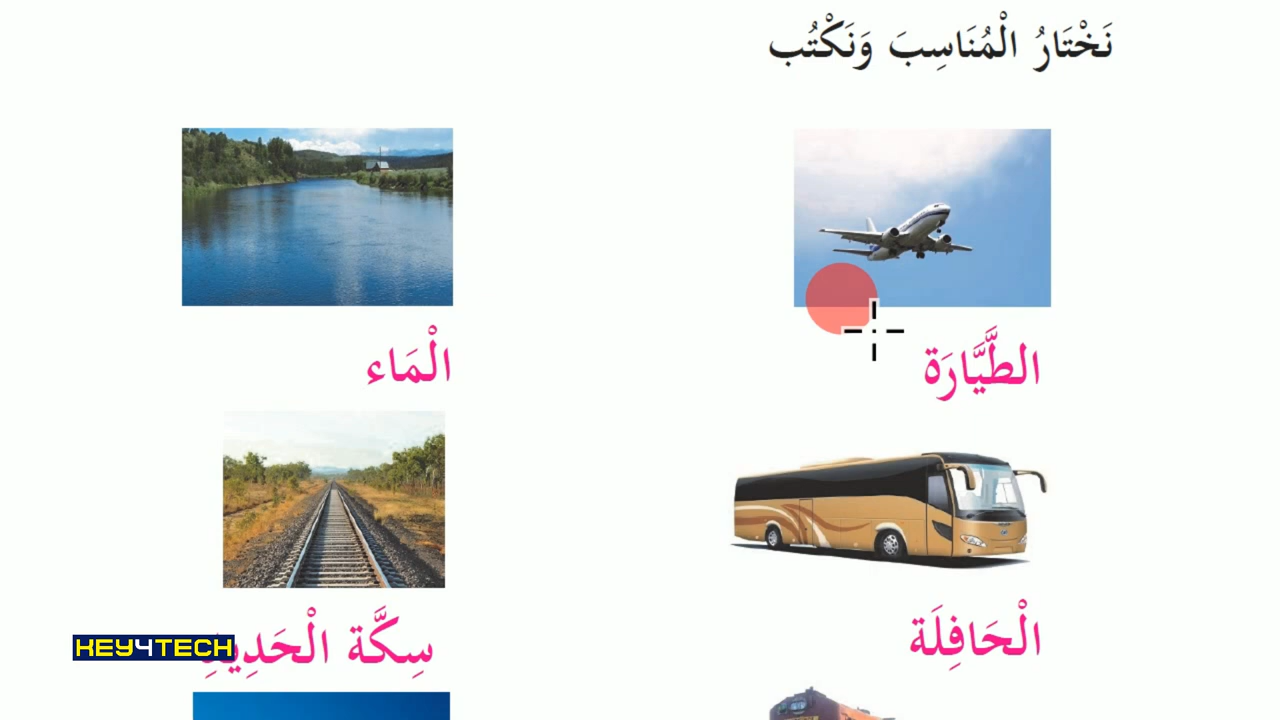 نَخْتَارُ الْمُنَاسِبَ وَنَكْتُب
الطَّيَّارَة
الْمَاء
الْحَافِلَة
سِكَّة الْحَدِيدِ
KEY4TECH